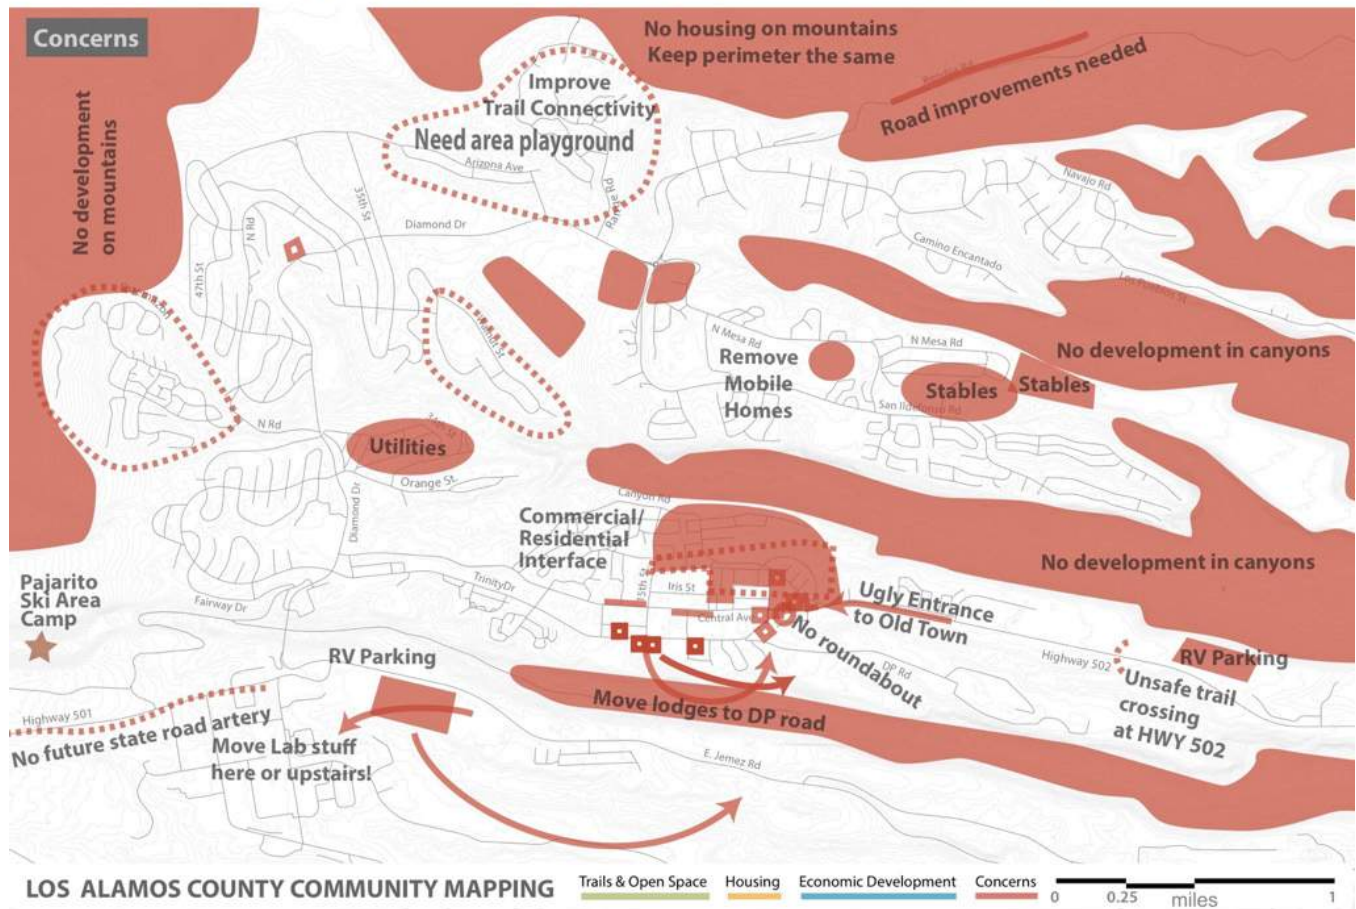 Concerns
No housing on mountains
Keep perimeter the same
Road improvements needed
No development
on mountains
Improve
Trail Connectivity
Need area playground
Arizona Ave
35th St
N Rd
47th St
Diamond Dr
Navajo Rd
Camino Encantado
N Mesa Rd
N Mesa Rd
Remove
Mobile
Homes
No development in canyons
Stables
Stables
N Rd
Utilities
Orange St.
Diamond Dr
Canyon Rd
Commercial/
Residential
Interface
No development in canyons
Pajarito
Ski Area
Camp
Trinity Dr
Fairway Dr
35th St
Iris St
Central Ave
Ugly Entrance
to Old Town
No roundabout
DP Rd
Highway 502
RV Parking
Unsafe trail
crossing
at HWY 502
RV Parking
Move lodges to DP road
Highway 501
No future state road artery
Move Lab stuff
here or upstairs!
E. Jemez Rd
LOS ALAMOS COUNTY COMMUNITY MAPPING
Trails & Open Space
Housing
Economic Development
Concerns
0
0.25
miles
1